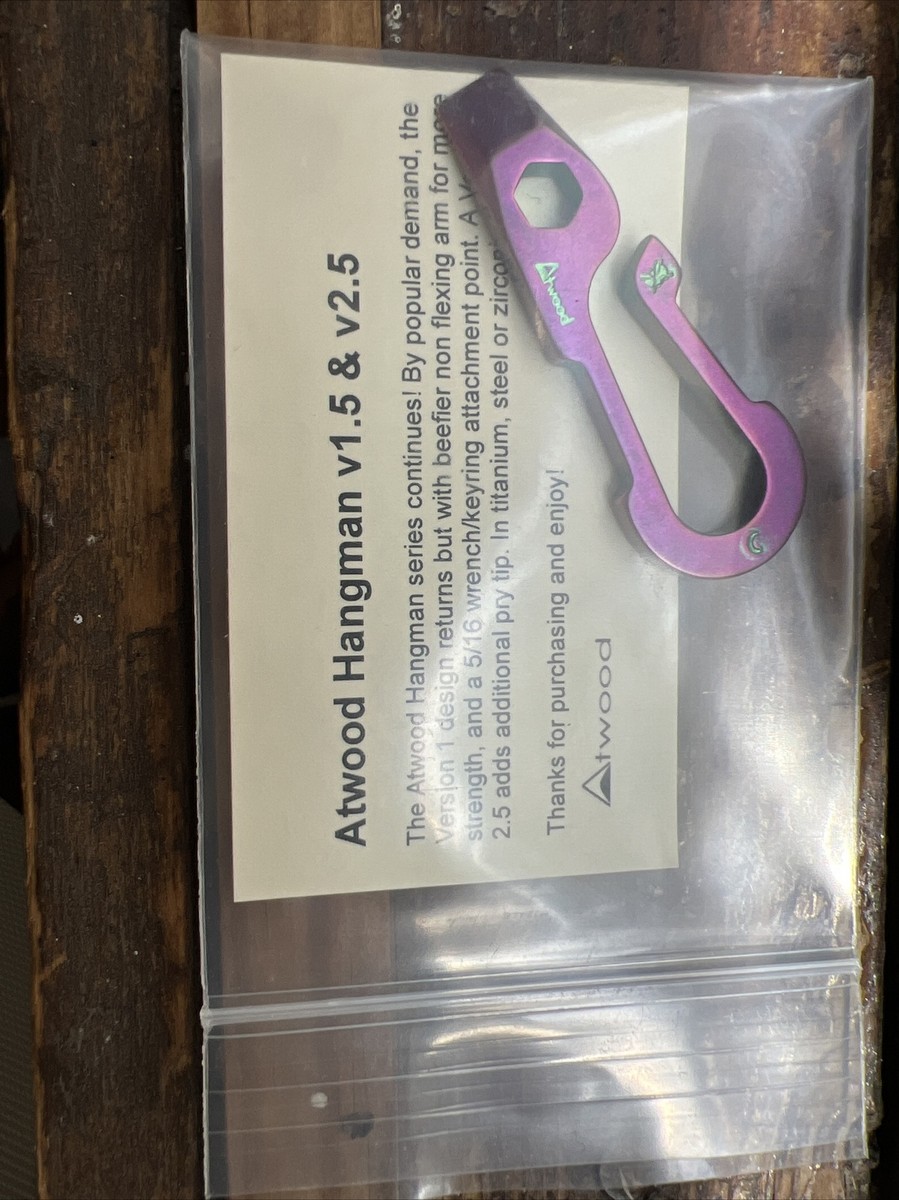 Atwood Hangman v1.5 & v2.5
The Atwood Hangman series continues! By popular demand, the
Version 1 design returns but with beefier non flexing arm for more
strength, and a 5/16 wrench/keyring attachment point. A
2.5 adds additional pry tip. In titanium, steel or
Thanks for purchasing and enjoy!
Atwood
Atwood